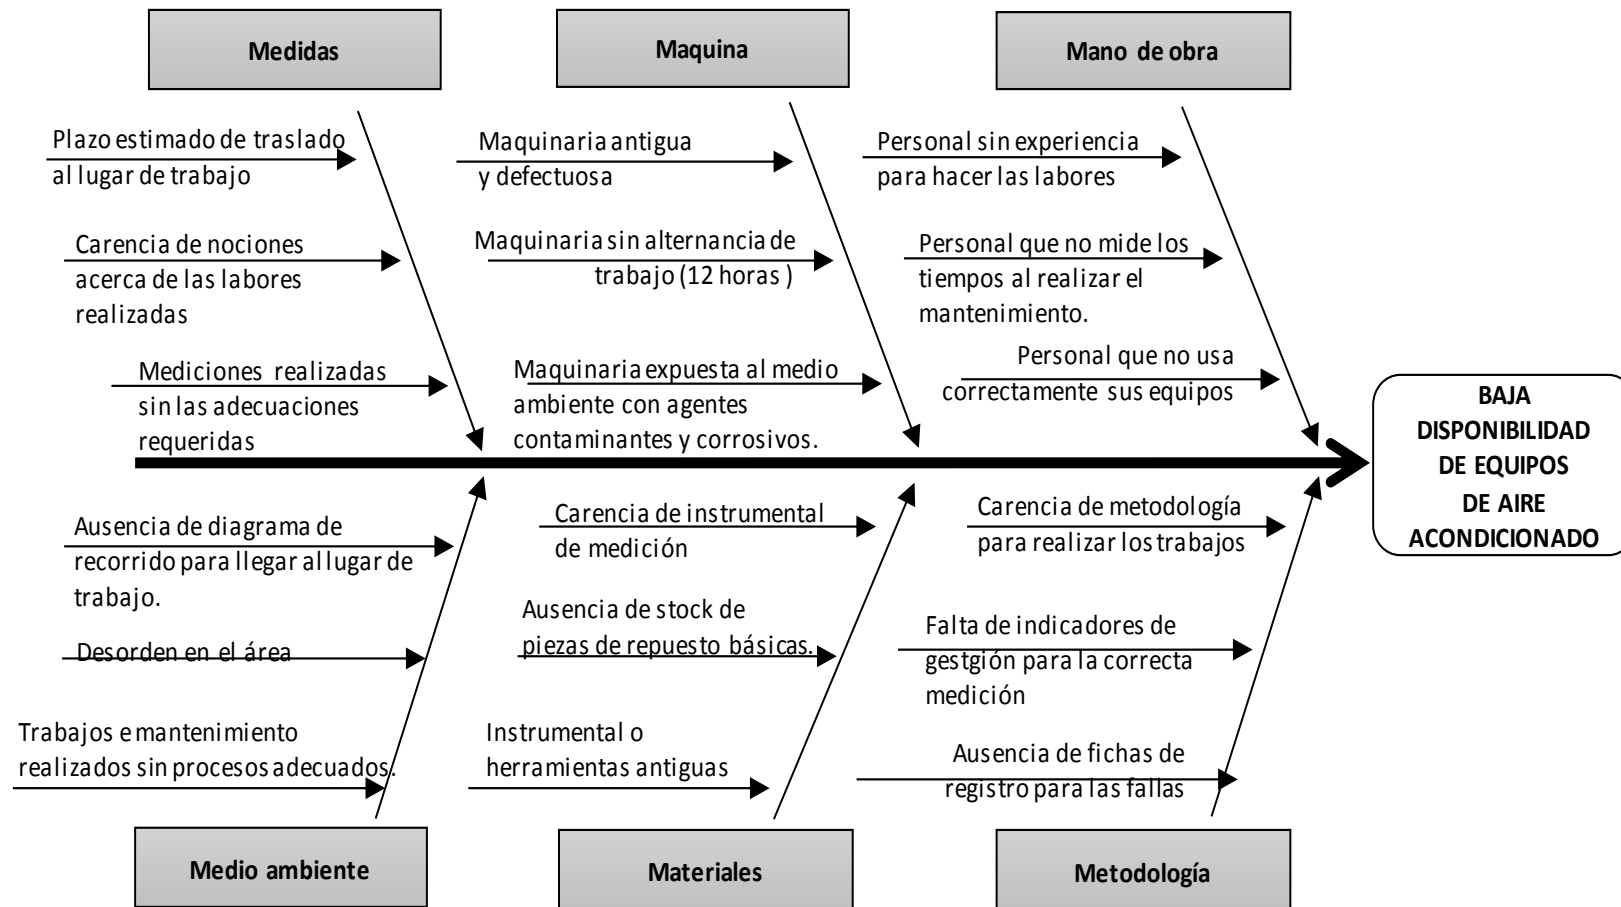 Medidas
Maquina
Mano de obra
Plazo estimado de traslado
al lugar de trabajo
Carencia de nociones
acerca de las labores
realizadas
Mediciones realizadas
sin las adecuaciones
requeridas
Maquinaria antigua
y defectuosa
Maquinaria sin alternancia de
trabajo (12 horas )
Maquinaria expuesta al medio
ambiente con agentes
contaminantes y corrosivos.
Personal sin experiencia
para hacer las labores
Personal que no mide los
tiempos al realizar el
mantenimiento.
Personal que no usa
correctamente sus equipos
BAJA
DISPONIBILIDAD
DE EQUIPOS
DE AIRE
ACONDICIONADO
Ausencia de diagrama de
recorrido para llegar al lugar de
trabajo.
Desorden en el área
Trabajos e mantenimiento
realizados sin procesos adecuados.
Carencia de instrumental
de medición
Ausencia de stock de
piezas de repuesto básicas.
Instrumental o
herramientas antiguas
Carencia de metodología
para realizar los trabajos
Falta de indicadores de
gestgión para la correcta
medición
Ausencia de fichas de
registro para las fallas
Medio ambiente
Materiales
Metodología